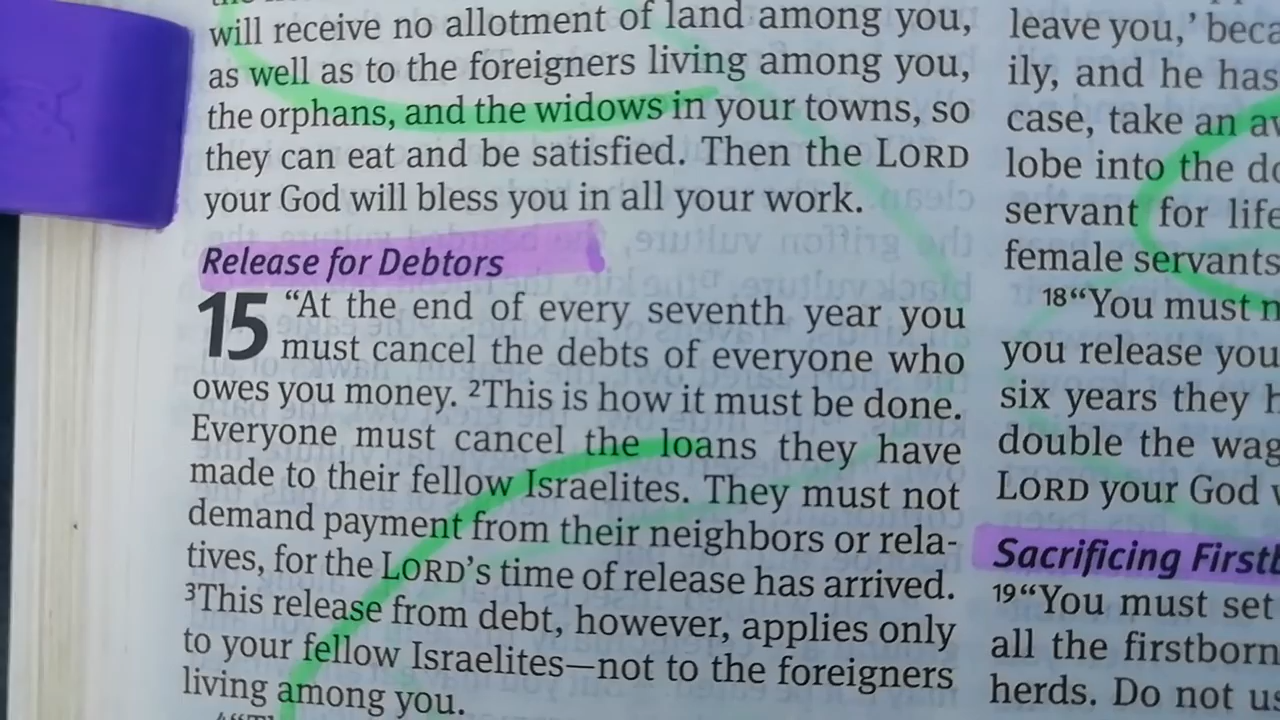 will receive no allotment of land among you,
as well as to the foreigners living among you,
the orphans, and the widows in your towns, so
they can eat and be satisfied. Then the LORD
your God will bless you in all your work.
Release for Debtors
15 “At the end of every seventh year you
must cancel the debts of everyone who
owes you money. ²This is how it must be done.
Everyone must cancel the loans they have
made to their fellow Israelites. They must not
demand payment from their neighbors or rela-
tives, for the LORD’s time of release has arrived.
³This release from debt, however, applies only
to your fellow Israelites—not to the foreigners
living among you.
leave you,’
ily, and he has
case, take an
lobe into the
servant for life
female servants
¹⁸“You must
you release you
six years they
double the
LORD your God
Sacrificing
¹⁹“You must set
all the firstborn
herds. Do not